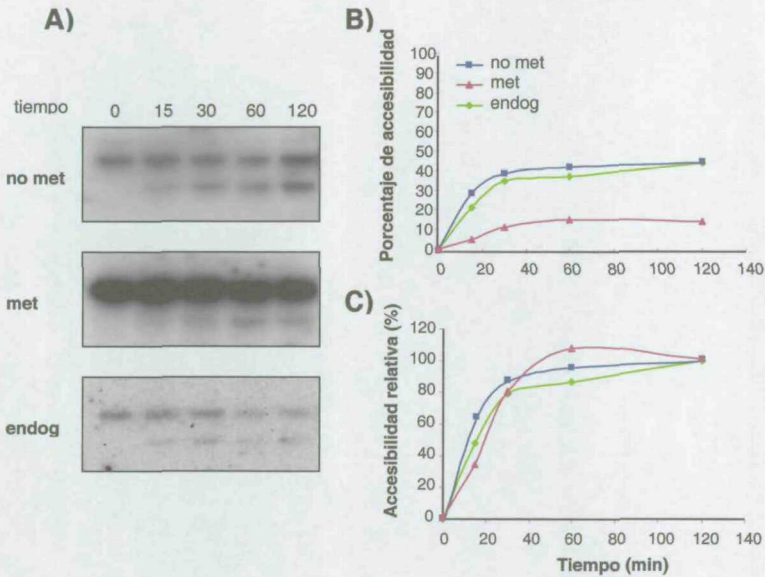 A)
tiempo 0 15 30 60 120
no met
met
endog
B)
Porcentaje de accesibilidad
100
90
80
70
60
50
40
30
20
10
0
no met
met
endog
0 20 40 60 80 100 120 140
C)
Accesibilidad relativa (%)
120
100
80
60
40
20
0
0 20 40 60 80 100 120 140
Tiempo (min)